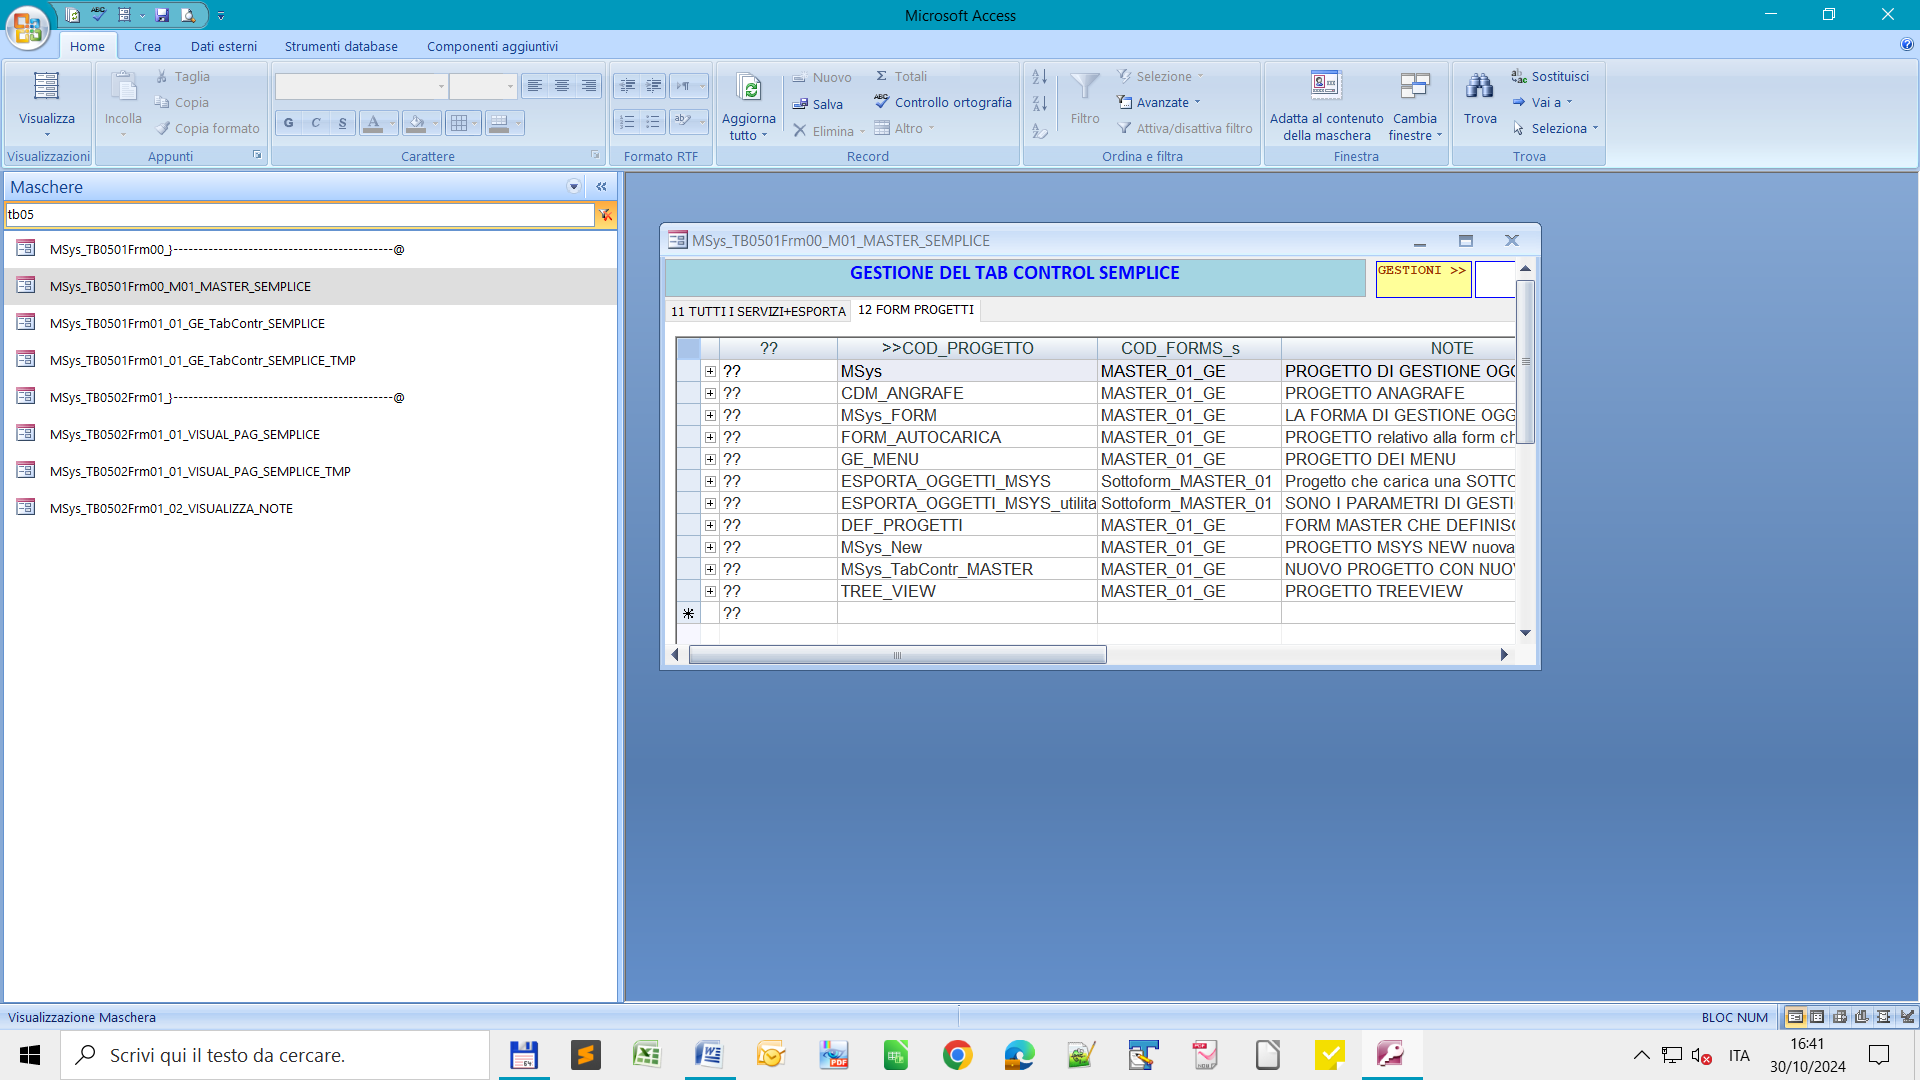 Microsoft Access
Home Crea Dati esterni Strumenti database Componenti aggiuntivi
Visualizza
Visualizzazioni
Incolla
Taglia
Copia
Copia formato
Appunti
G C S A
Carattere
Formato RTF
Aggiorna
tutto
Nuovo
Salva
Elimina
Totali
Controllo ortografia
Altro
Record
Filtro
Selezione
Avanzate
Attiva/disattiva filtro
Ordina e filtra
Adatta al contenuto
della maschera
Cambia
finestre
Finestra
Trova
Sostituisci
Vai a
Seleziona
Trova
Maschere
tb05
MSys_TB0501Frm00_}--------------------------------------------@
MSys_TB0501Frm00_M01_MASTER_SEMPLICE
MSys_TB0501Frm01_01_GE_TabContr_SEMPLICE
MSys_TB0501Frm01_01_GE_TabContr_SEMPLICE_TMP
MSys_TB0502Frm01_}--------------------------------------------@
MSys_TB0502Frm01_01_VISUAL_PAG_SEMPLICE
MSys_TB0502Frm01_01_VISUAL_PAG_SEMPLICE_TMP
MSys_TB0502Frm01_02_VISUALIZZA_NOTE
MSys_TB0501Frm00_M01_MASTER_SEMPLICE
GESTIONE DEL TAB CONTROL SEMPLICE
GESTIONI >>
11 TUTTI I SERVIZI+ESPORTA 12 FORM PROGETTI
?? >>COD_PROGETTO COD_FORMS_s NOTE
?? MSys MASTER_01_GE PROGETTO DI GESTIONE OGG
?? CDM_ANGRAFE MASTER_01_GE PROGETTO ANAGRAFE
?? MSys_FORM MASTER_01_GE LA FORMA DI GESTIONE OGG
?? FORM_AUTOCARICA MASTER_01_GE PROGETTO relativo alla form ch
?? GE_MENU MASTER_01_GE PROGETTO DEI MENU
?? ESPORTA_OGGETTI_MSYS Sottoform_MASTER_01 Progetto che carica una SOTTO
?? ESPORTA_OGGETTI_MSYS_utilita Sottoform_MASTER_01 SONO I PARAMETRI DI GESTI
?? DEF_PROGETTI MASTER_01_GE FORM MASTER CHE DEFINISC
?? MSys_New MASTER_01_GE PROGETTO MSYS NEW nuova
?? MSys_TabContr_MASTER MASTER_01_GE NUOVO PROGETTO CON NUOV
?? TREE_VIEW MASTER_01_GE PROGETTO TREEVIEW
??
Visualizzazione Maschera
BLOC NUM
Scrivi qui il testo da cercare.
ITA
16:41
30/10/2024